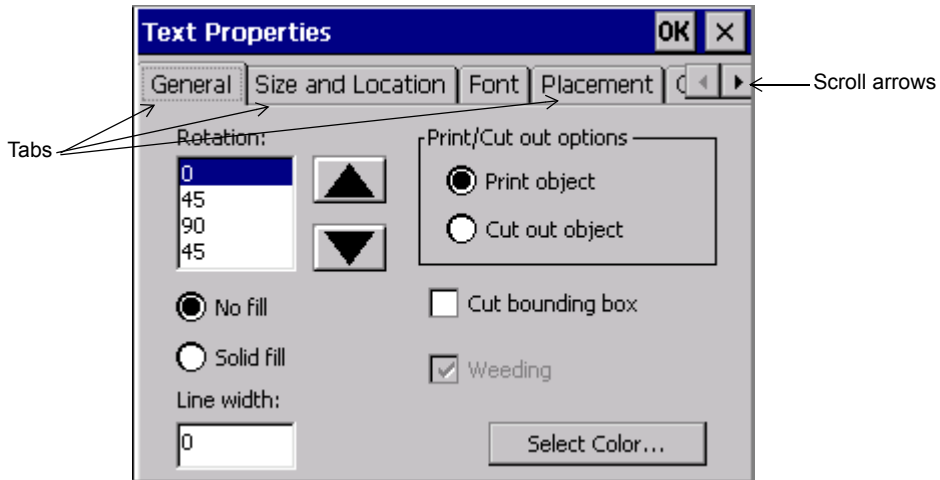 Text Properties OK
General Size and Location Font Placement
Scroll arrows
Tabs
Rotation:
0
45
90
45
Print/Cut out options
Print object
Cut out object
No fill
Solid fill
Cut bounding box
Weeding
Line width:
0
Select Color...